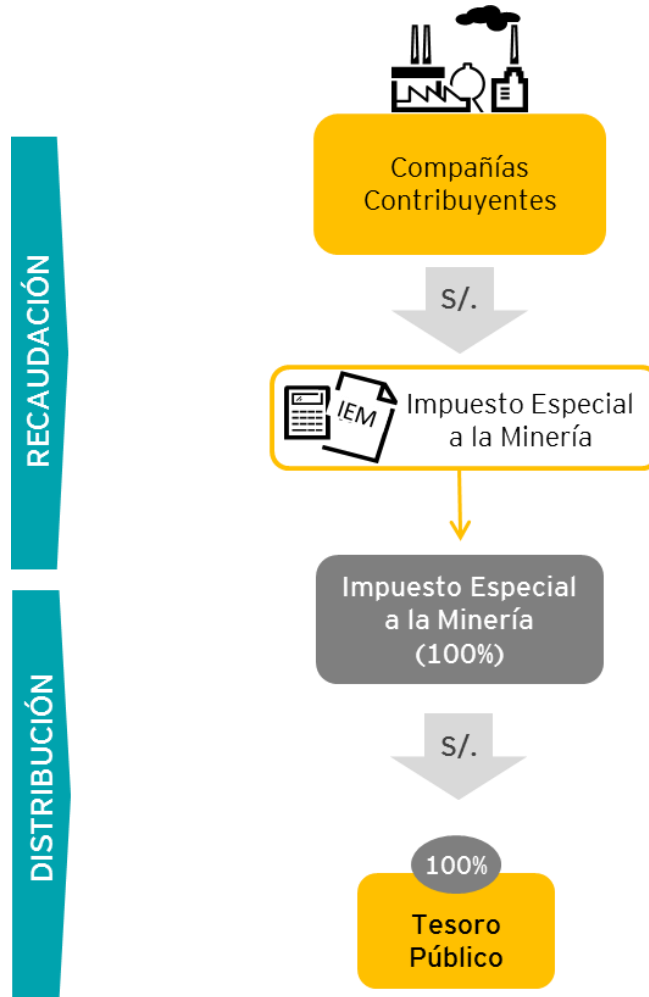 Compañías
Contribuyentes
RECAUDACIÓN
S/.
IEM
Impuesto Especial
a la Minería
Impuesto Especial
a la Minería
(100%)
DISTRIBUCIÓN
S/.
100%
Tesoro
Público